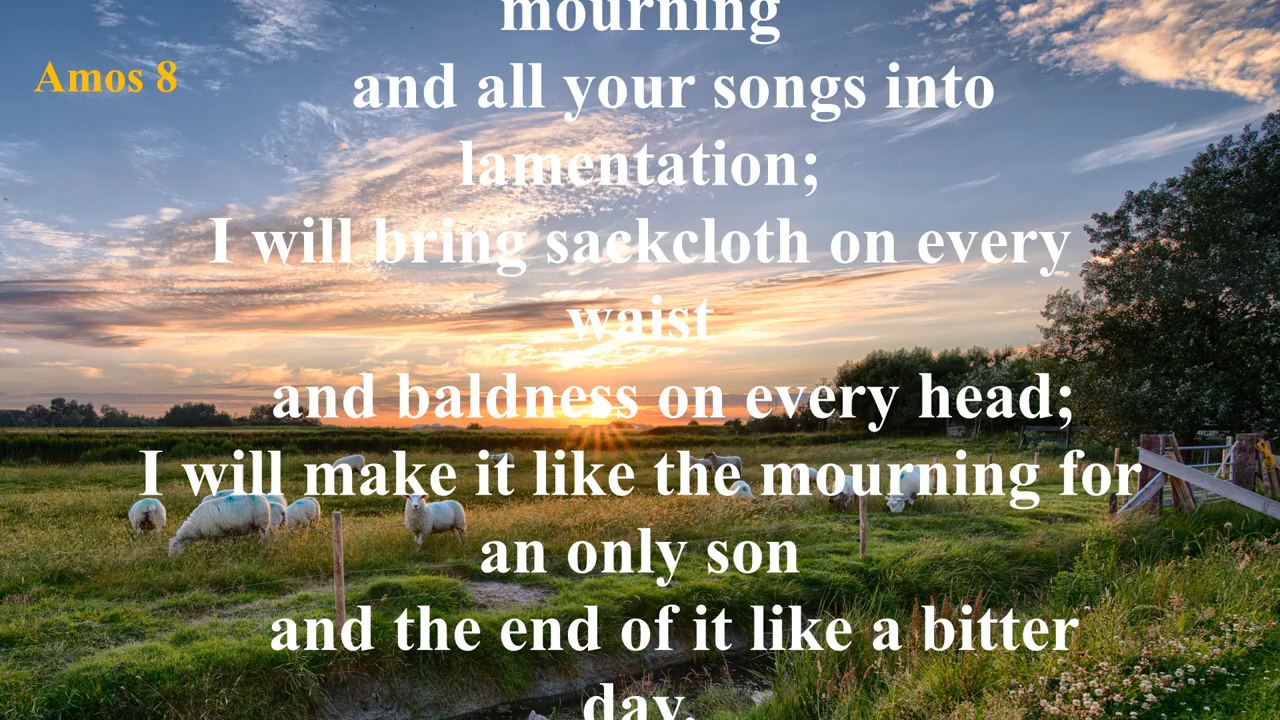 mourning
Amos 8
and all your songs into
lamentation;
I will bring sackcloth on every
waist
and baldness on every head;
I will make it like the mourning for
an only son
and the end of it like a bitter
day.